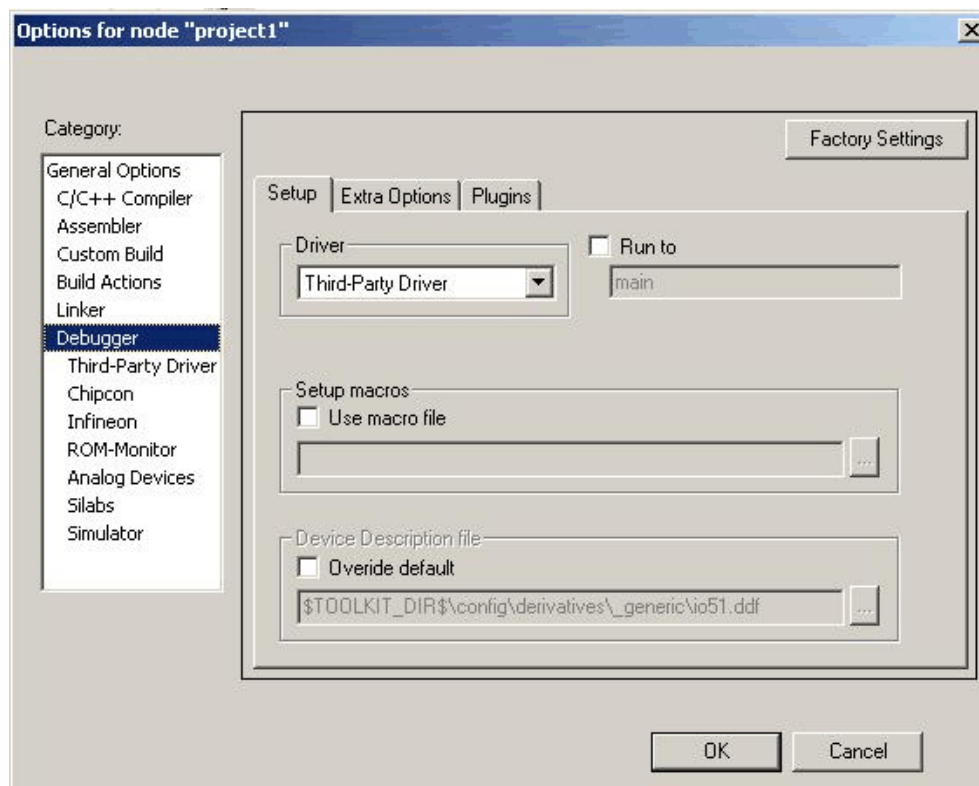 Options for node "project1"
Category:
Factory Settings
General Options
C/C++ Compiler
Assembler
Custom Build
Build Actions
Linker
Debugger
Third-Party Driver
Chipcon
Infineon
ROM-Monitor
Analog Devices
Silabs
Simulator
Setup
Extra Options
Plugins
Driver
Third-Party Driver
Run to
main
Setup macros
Use macro file
...
Device Description file
Overide default
$TOOLKIT_DIR$\config\derivatives\_generic\io51.ddf
...
OK
Cancel